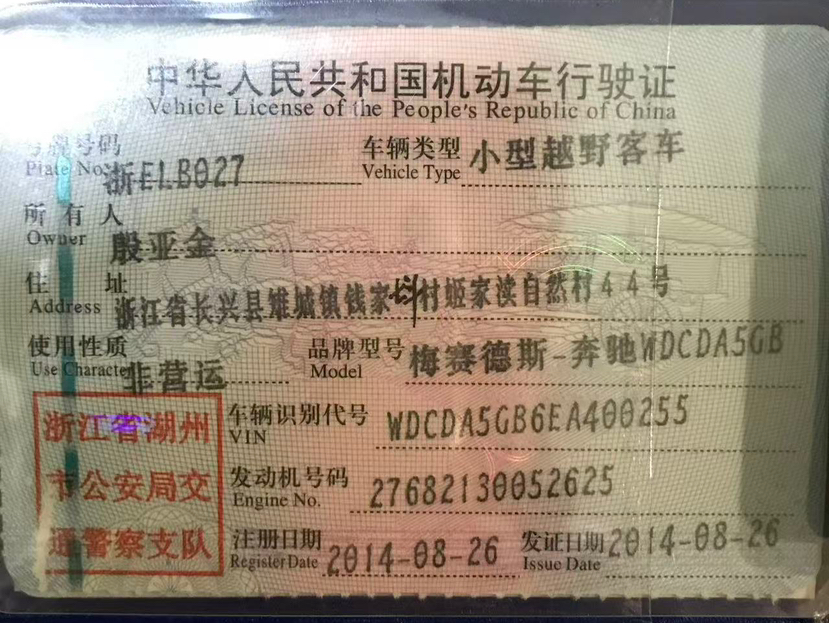 中华人民共和国机动车行驶证
Vehicle License of the People's Republic of China
号牌号码 浙ELB027 车辆类型 小型越野客车
Plate No. Vehicle Type
所有人 殷亚金
Owner
住址 浙江省长兴县雉城镇钱家村姬家渎自然村44号
Address
使用性质 非营运 品牌型号 梅赛德斯-奔驰WDCDA5GB
Use Character Model
浙江省湖州 车辆识别代号 WDCDA5GB6EA400255
VIN
市公安局交 发动机号码 27682130052625
Engine No.
通警察支队 注册日期 2014-08-26 发证日期 2014-08-26
Register Date Issue Date